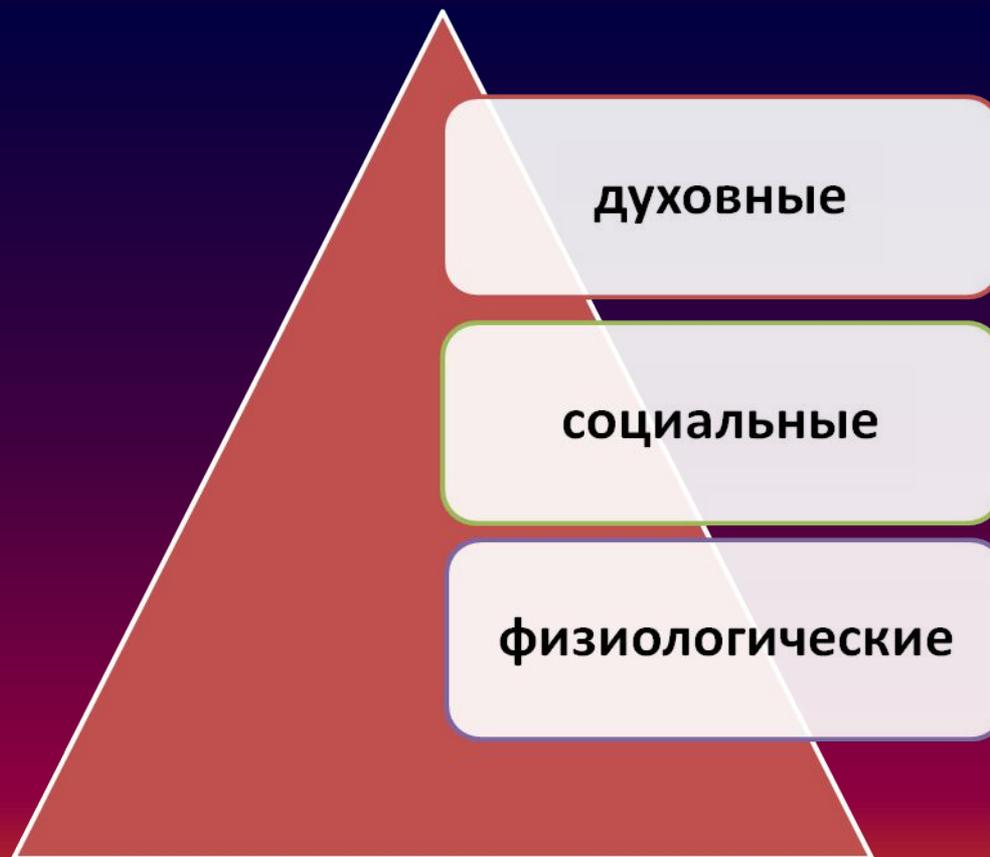 духовные
социальные
физиологические